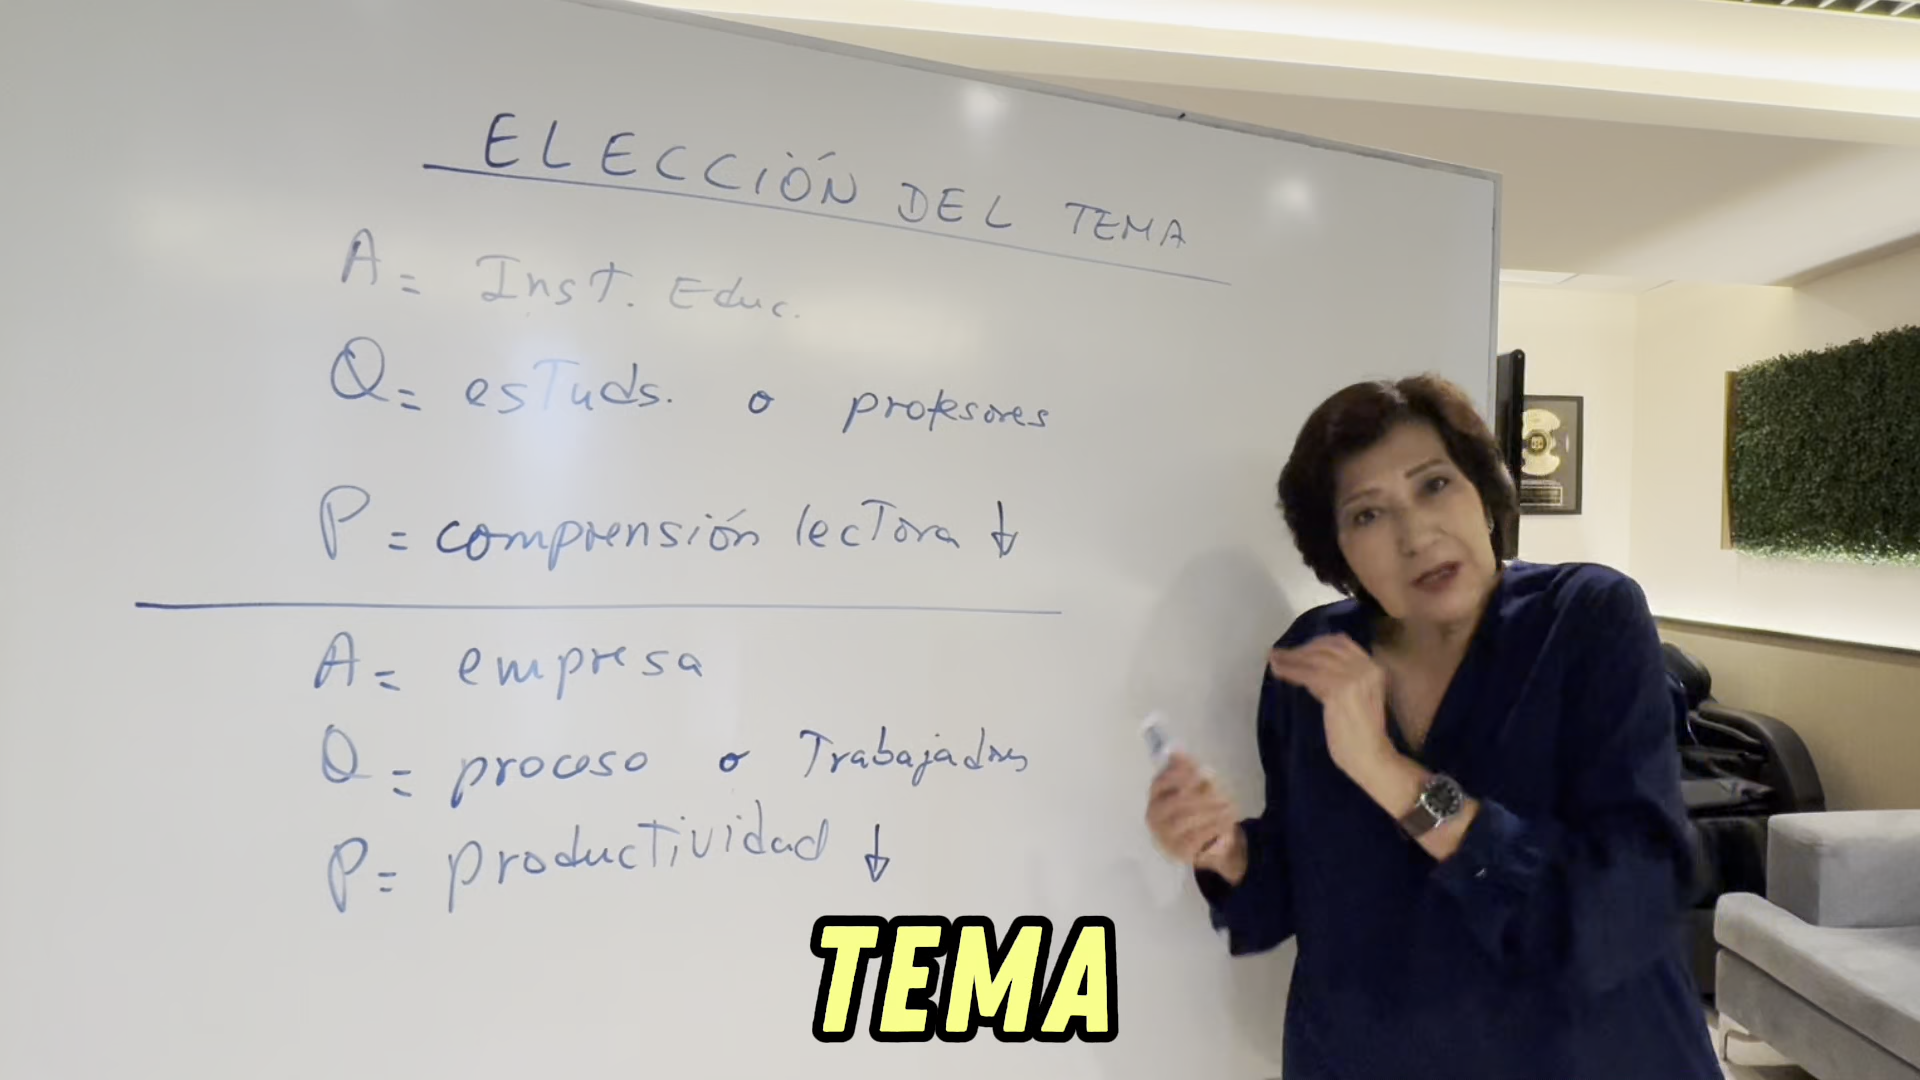 ELECCIÓN DEL TEMA
A = Inst. Educ.
Q = estuds. o profesores
P = comprensión lectora ↓
A = empresa
Q = proceso o Trabajadores
P = productividad ↓
TEMA